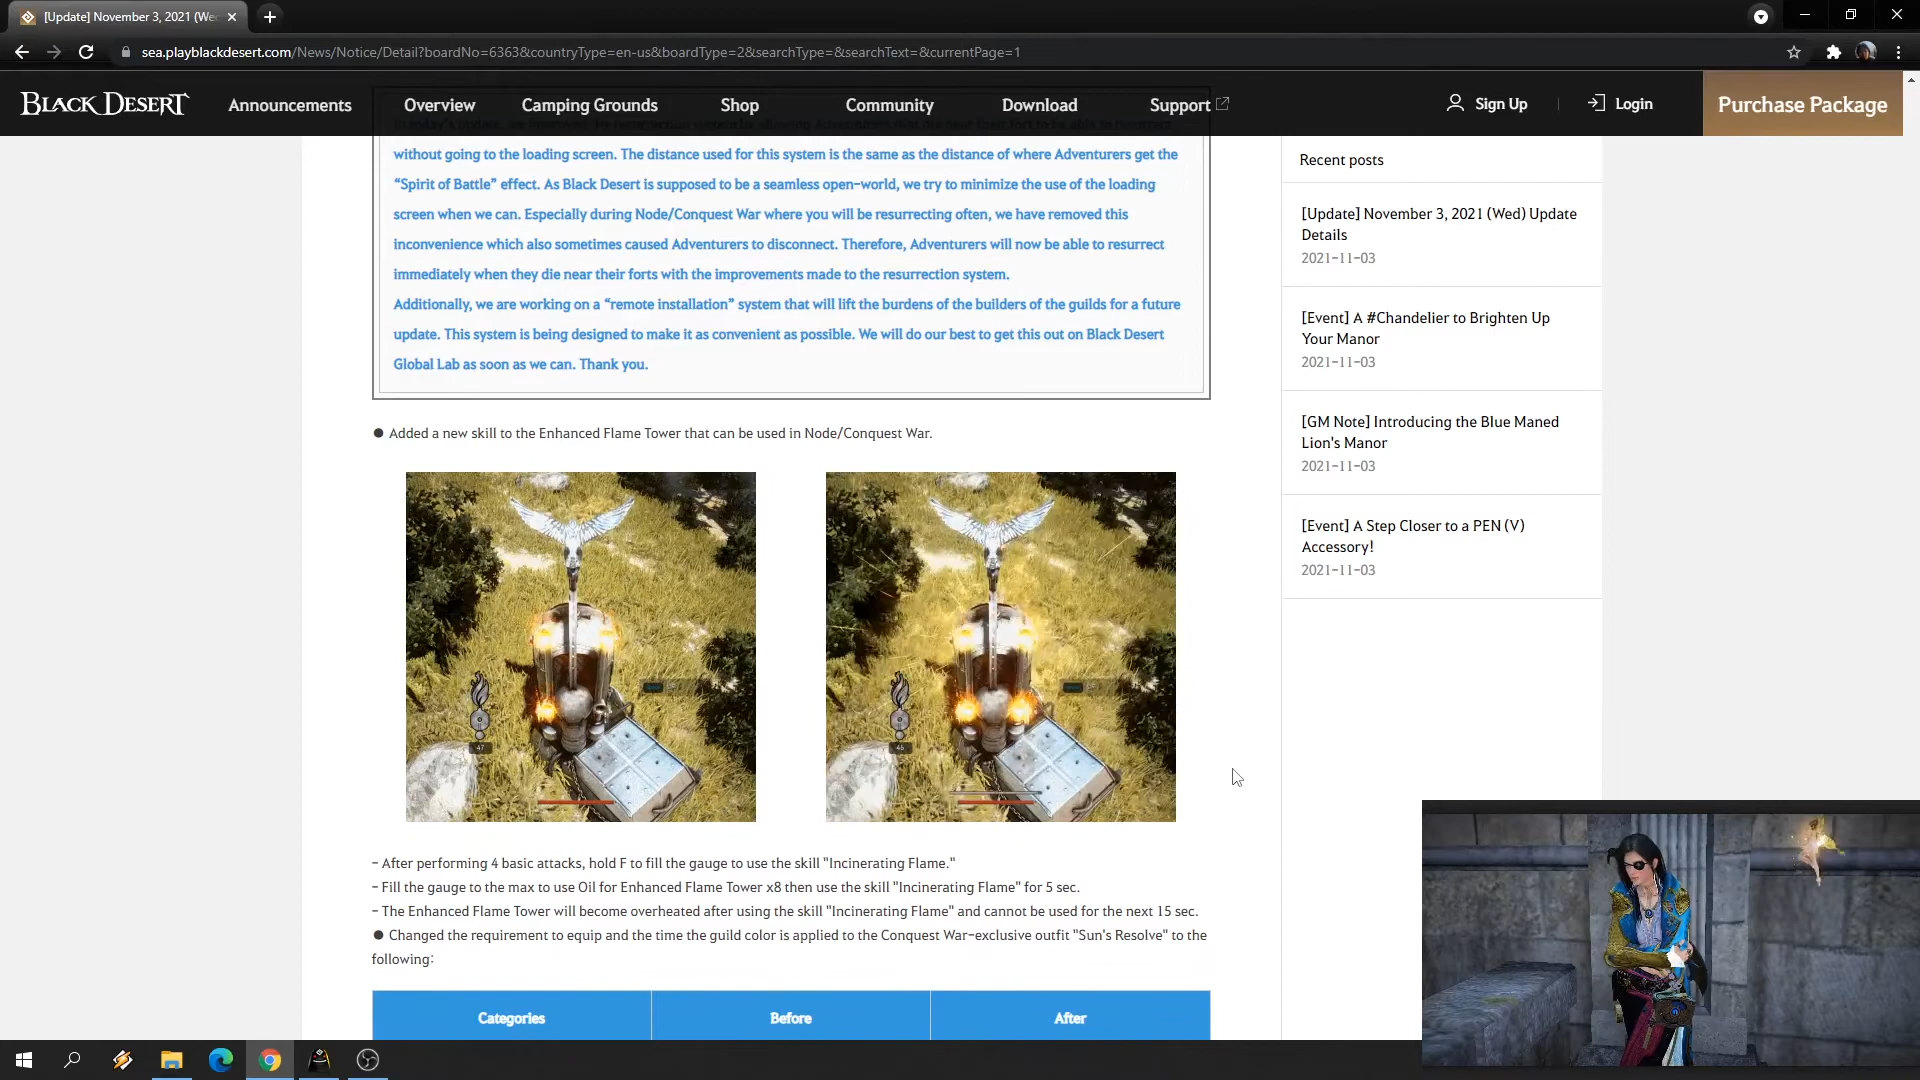 [Update] November 3, 2021 (We
sea.playblackdesert.com/News/Notice/Detail?boardNo=6363&countryType=en-us&boardType=2&searchType=&searchText=&currentPage=1
BLACK DESERT
Announcements
Overview
Camping Grounds
Shop
Community
Download
Support
Sign Up
Login
Purchase Package
without going to the loading screen. The distance used for this system is the same as the distance of where Adventurers get the
“Spirit of Battle” effect. As Black Desert is supposed to be a seamless open-world, we try to minimize the use of the loading
screen when we can. Especially during Node/Conquest War where you will be resurrecting often, we have removed this
inconvenience which also sometimes caused Adventurers to disconnect. Therefore, Adventurers will now be able to resurrect
immediately when they die near their forts with the improvements made to the resurrection system.
Additionally, we are working on a “remote installation” system that will lift the burdens of the builders of the guilds for a future
update. This system is being designed to make it as convenient as possible. We will do our best to get this out on Black Desert
Global Lab as soon as we can. Thank you.
● Added a new skill to the Enhanced Flame Tower that can be used in Node/Conquest War.
47
46
- After performing 4 basic attacks, hold F to fill the gauge to use the skill "Incinerating Flame."
- Fill the gauge to the max to use Oil for Enhanced Flame Tower x8 then use the skill "Incinerating Flame" for 5 sec.
- The Enhanced Flame Tower will become overheated after using the skill "Incinerating Flame" and cannot be used for the next 15 sec.
● Changed the requirement to equip and the time the guild color is applied to the Conquest War-exclusive outfit "Sun's Resolve" to the
following:
Categories
Before
After
Recent posts
[Update] November 3, 2021 (Wed) Update
Details
2021-11-03
[Event] A #Chandelier to Brighten Up
Your Manor
2021-11-03
[GM Note] Introducing the Blue Maned
Lion's Manor
2021-11-03
[Event] A Step Closer to a PEN (V)
Accessory!
2021-11-03